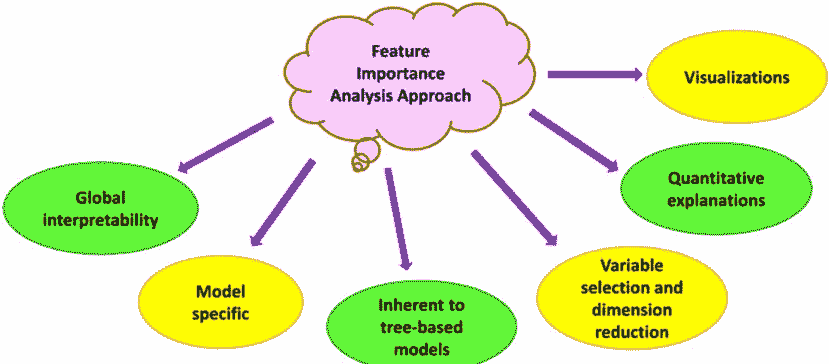 Feature
Importance
Analysis Approach
Visualizations
Quantitative
explanations
Global
interpretability
Variable
selection and
dimension
reduction
Model
specific
Inherent to
tree-based
models